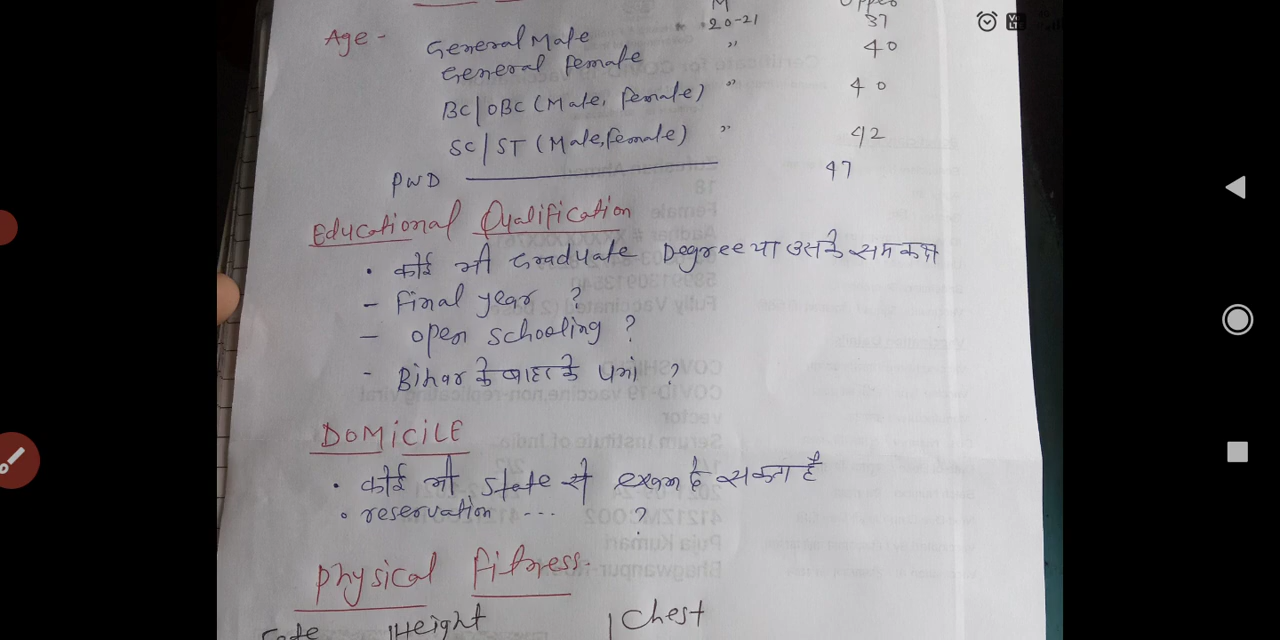 M Upper
Age - General Male 20-21 37
General Female " 40
BC/OBC (Male, Female) " 40
SC/ST (Male, Female) " 42
PWD 47
Educational Qualification
• कोई भी Graduate Degree या उसके समकक्ष
- Final year ?
- open schooling ?
- Bihar के बाहर के ?
DOMICILE
• कोई भी state से exam दे सकता है
• reservation ... ?
Physical Fitness.
Height | Chest